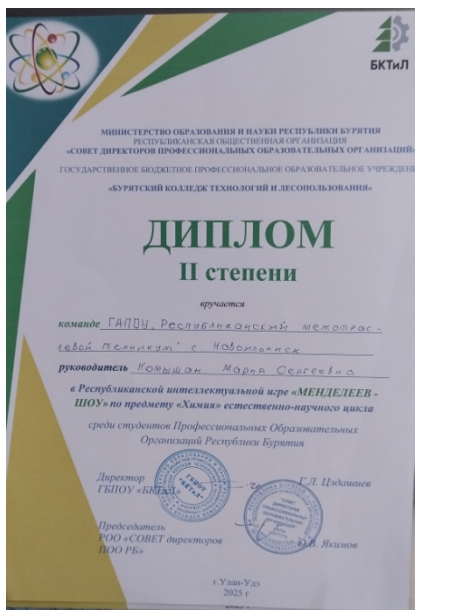 БКТиЛ
МИНИСТЕРСТВО ОБРАЗОВАНИЯ И НАУКИ РЕСПУБЛИКИ БУРЯТИЯ
РЕСПУБЛИКАНСКАЯ ОБЩЕСТВЕННАЯ ОРГАНИЗАЦИЯ
«СОВЕТ ДИРЕКТОРОВ ПРОФЕССИОНАЛЬНЫХ ОБРАЗОВАТЕЛЬНЫХ ОРГАНИЗАЦИЙ»
ГОСУДАРСТВЕННОЕ БЮДЖЕТНОЕ ПРОФЕССИОНАЛЬНОЕ ОБРАЗОВАТЕЛЬНОЕ УЧРЕЖДЕНИ
«БУРЯТСКИЙ КОЛЛЕДЖ ТЕХНОЛОГИЙ И ЛЕСОПОЛЬЗОВАНИЯ»
ДИПЛОМ
II степени
вручается
команде ГАПОУ "Республиканский межотрас-
левой техникум" с Новоильинск
руководитель Комышан Мария Сергеевна
в Республиканской интеллектуальной игре «МЕНДЕЛЕЕВ -
ШОУ» по предмету «Химия» естественно-научного цикла
среди студентов Профессиональных Образовательных
Организаций Республики Бурятия
Директор
ГБПОУ «БКТиЛ» Г.Л. Цэдашиев
ГБПОУ
"БКТиЛ"
Председатель
РОО «СОВЕТ директоров
ПОО РБ» О.В. Якимов
г.Улан-Удэ
2025 г